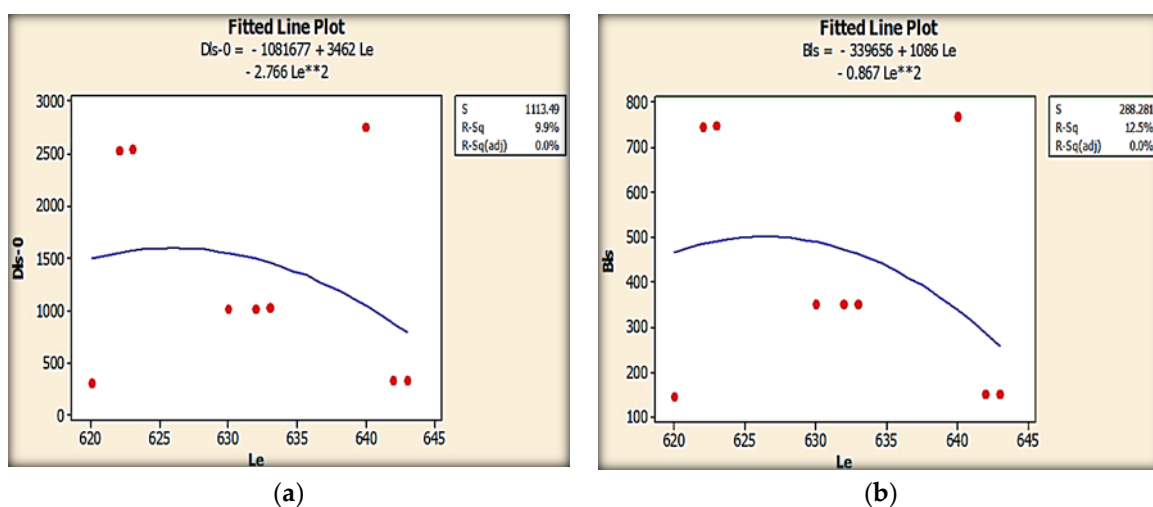 Fitted Line Plot
Dls-0 = - 1081677 + 3462 Le
- 2.766 Le**2
S 1113.49
R-Sq 9.9%
R-Sq(adj) 0.0%
3000
2500
2000
1500
1000
500
0
Dls-0
620 625 630 635 640 645
Le
(a)
Fitted Line Plot
Bls = - 339656 + 1086 Le
- 0.867 Le**2
S 288.281
R-Sq 12.5%
R-Sq(adj) 0.0%
800
700
600
500
400
300
200
100
Bls
620 625 630 635 640 645
Le
(b)